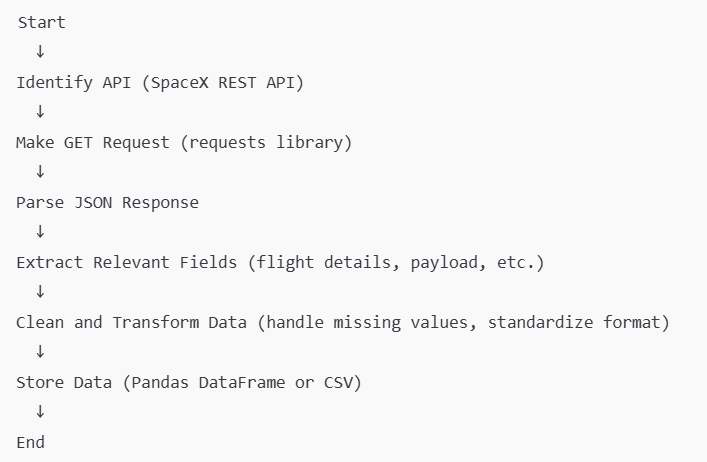 Start
↓
Identify API (SpaceX REST API)
↓
Make GET Request (requests library)
↓
Parse JSON Response
↓
Extract Relevant Fields (flight details, payload, etc.)
↓
Clean and Transform Data (handle missing values, standardize format)
↓
Store Data (Pandas DataFrame or CSV)
↓
End